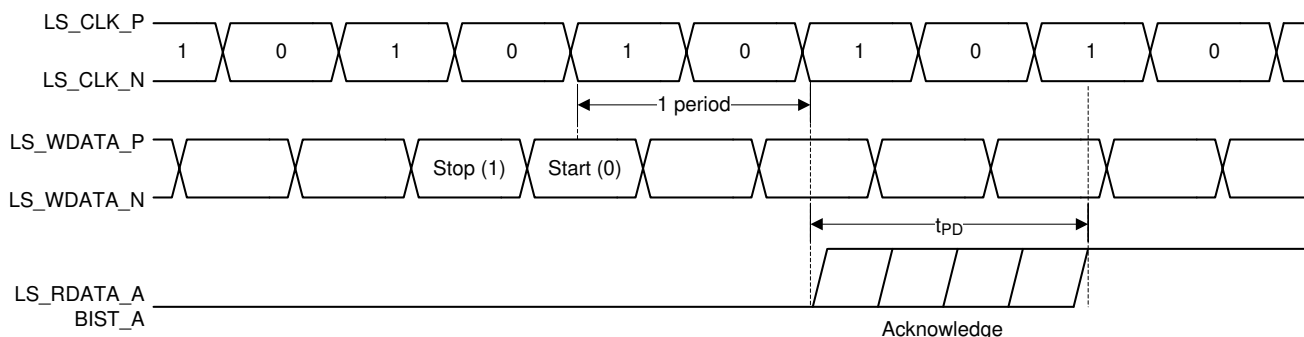 LS_CLK_P
1 0 1 0 1 0 1 0 1 0
LS_CLK_N
1 period
LS_WDATA_P
Stop (1) Start (0)
LS_WDATA_N
tPD
LS_RDATA_A
BIST_A
Acknowledge